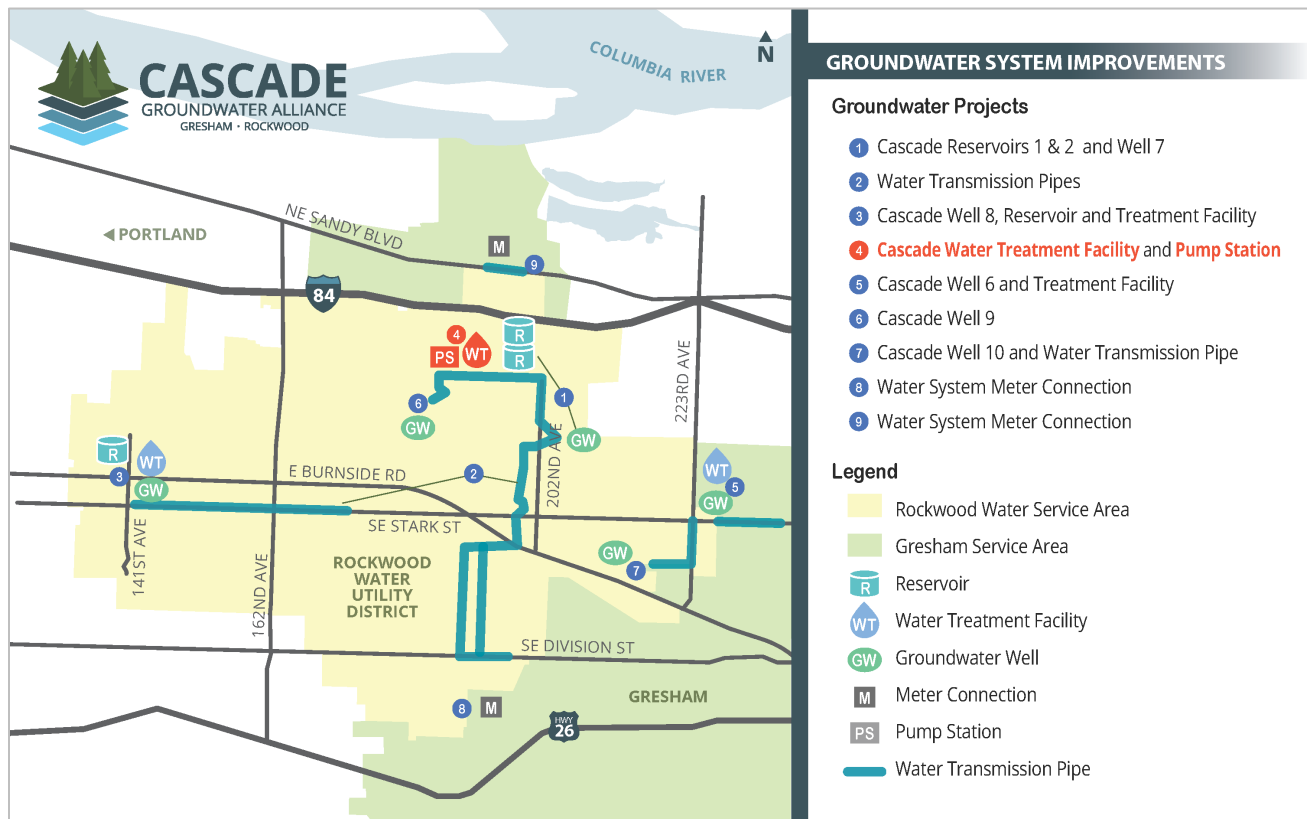 CASCADE
GROUNDWATER ALLIANCE
GRESHAM • ROCKWOOD
COLUMBIA RIVER
N
PORTLAND
NE SANDY BLVD
M
9
84
4
PS
WT
R
R
6
GW
1
GW
223RD AVE
202ND AVE
R
WT
3
GW
E BURNSIDE RD
2
WT
5
GW
SE STARK ST
141ST AVE
162ND AVE
ROCKWOOD
WATER
UTILITY
DISTRICT
GW
7
SE DIVISION ST
8
M
GRESHAM
HWY
26
GROUNDWATER SYSTEM IMPROVEMENTS
Groundwater Projects
1 Cascade Reservoirs 1 & 2 and Well 7
2 Water Transmission Pipes
3 Cascade Well 8, Reservoir and Treatment Facility
4 Cascade Water Treatment Facility and Pump Station
5 Cascade Well 6 and Treatment Facility
6 Cascade Well 9
7 Cascade Well 10 and Water Transmission Pipe
8 Water System Meter Connection
9 Water System Meter Connection
Legend
Rockwood Water Service Area
Gresham Service Area
R Reservoir
WT Water Treatment Facility
GW Groundwater Well
M Meter Connection
PS Pump Station
Water Transmission Pipe